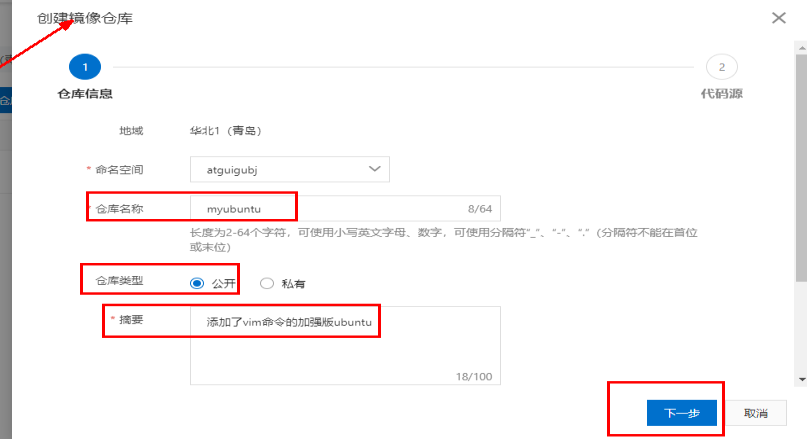 创建镜像仓库
1
2
仓库信息
代码源
地域
华北1（青岛）
* 命名空间
atguigubj
* 仓库名称
myubuntu
8/64
长度为2-64个字符，可使用小写英文字母、数字，可使用分隔符“_”、“-”、“.”（分隔符不能在首位
或末位）
仓库类型
公开
私有
* 摘要
添加了vim命令的加强版ubuntu
18/100
下一步
取消